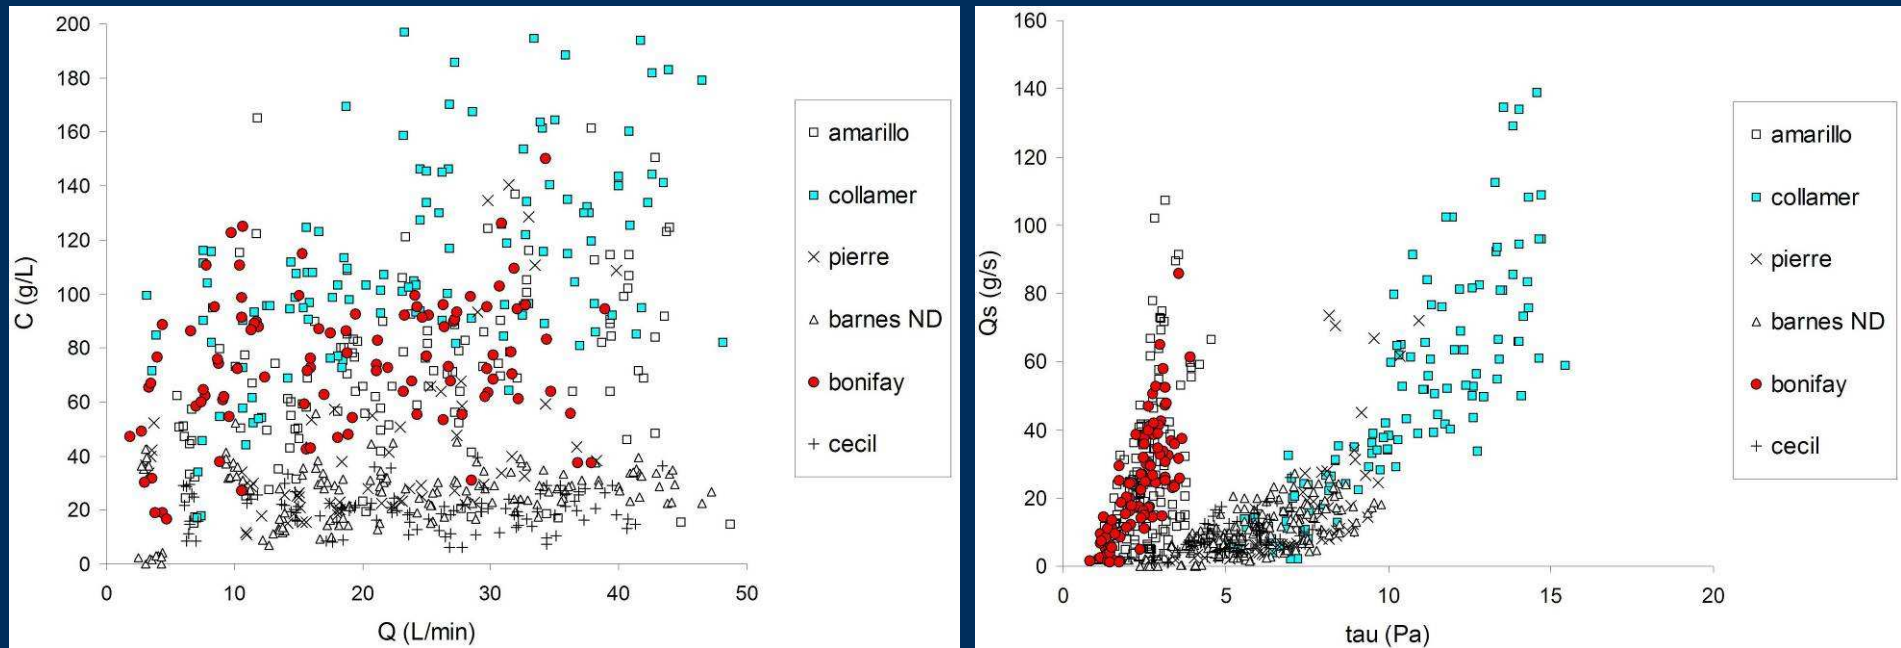 200
180
160
140
120
100
80
60
40
20
0
C (g/L)
0 10 20 30 40 50
Q (L/min)
amarillo
collamer
pierre
barnes ND
bonifay
cecil
160
140
120
100
80
60
40
20
0
Qs (g/s)
0 5 10 15 20
tau (Pa)
amarillo
collamer
pierre
barnes ND
bonifay
cecil